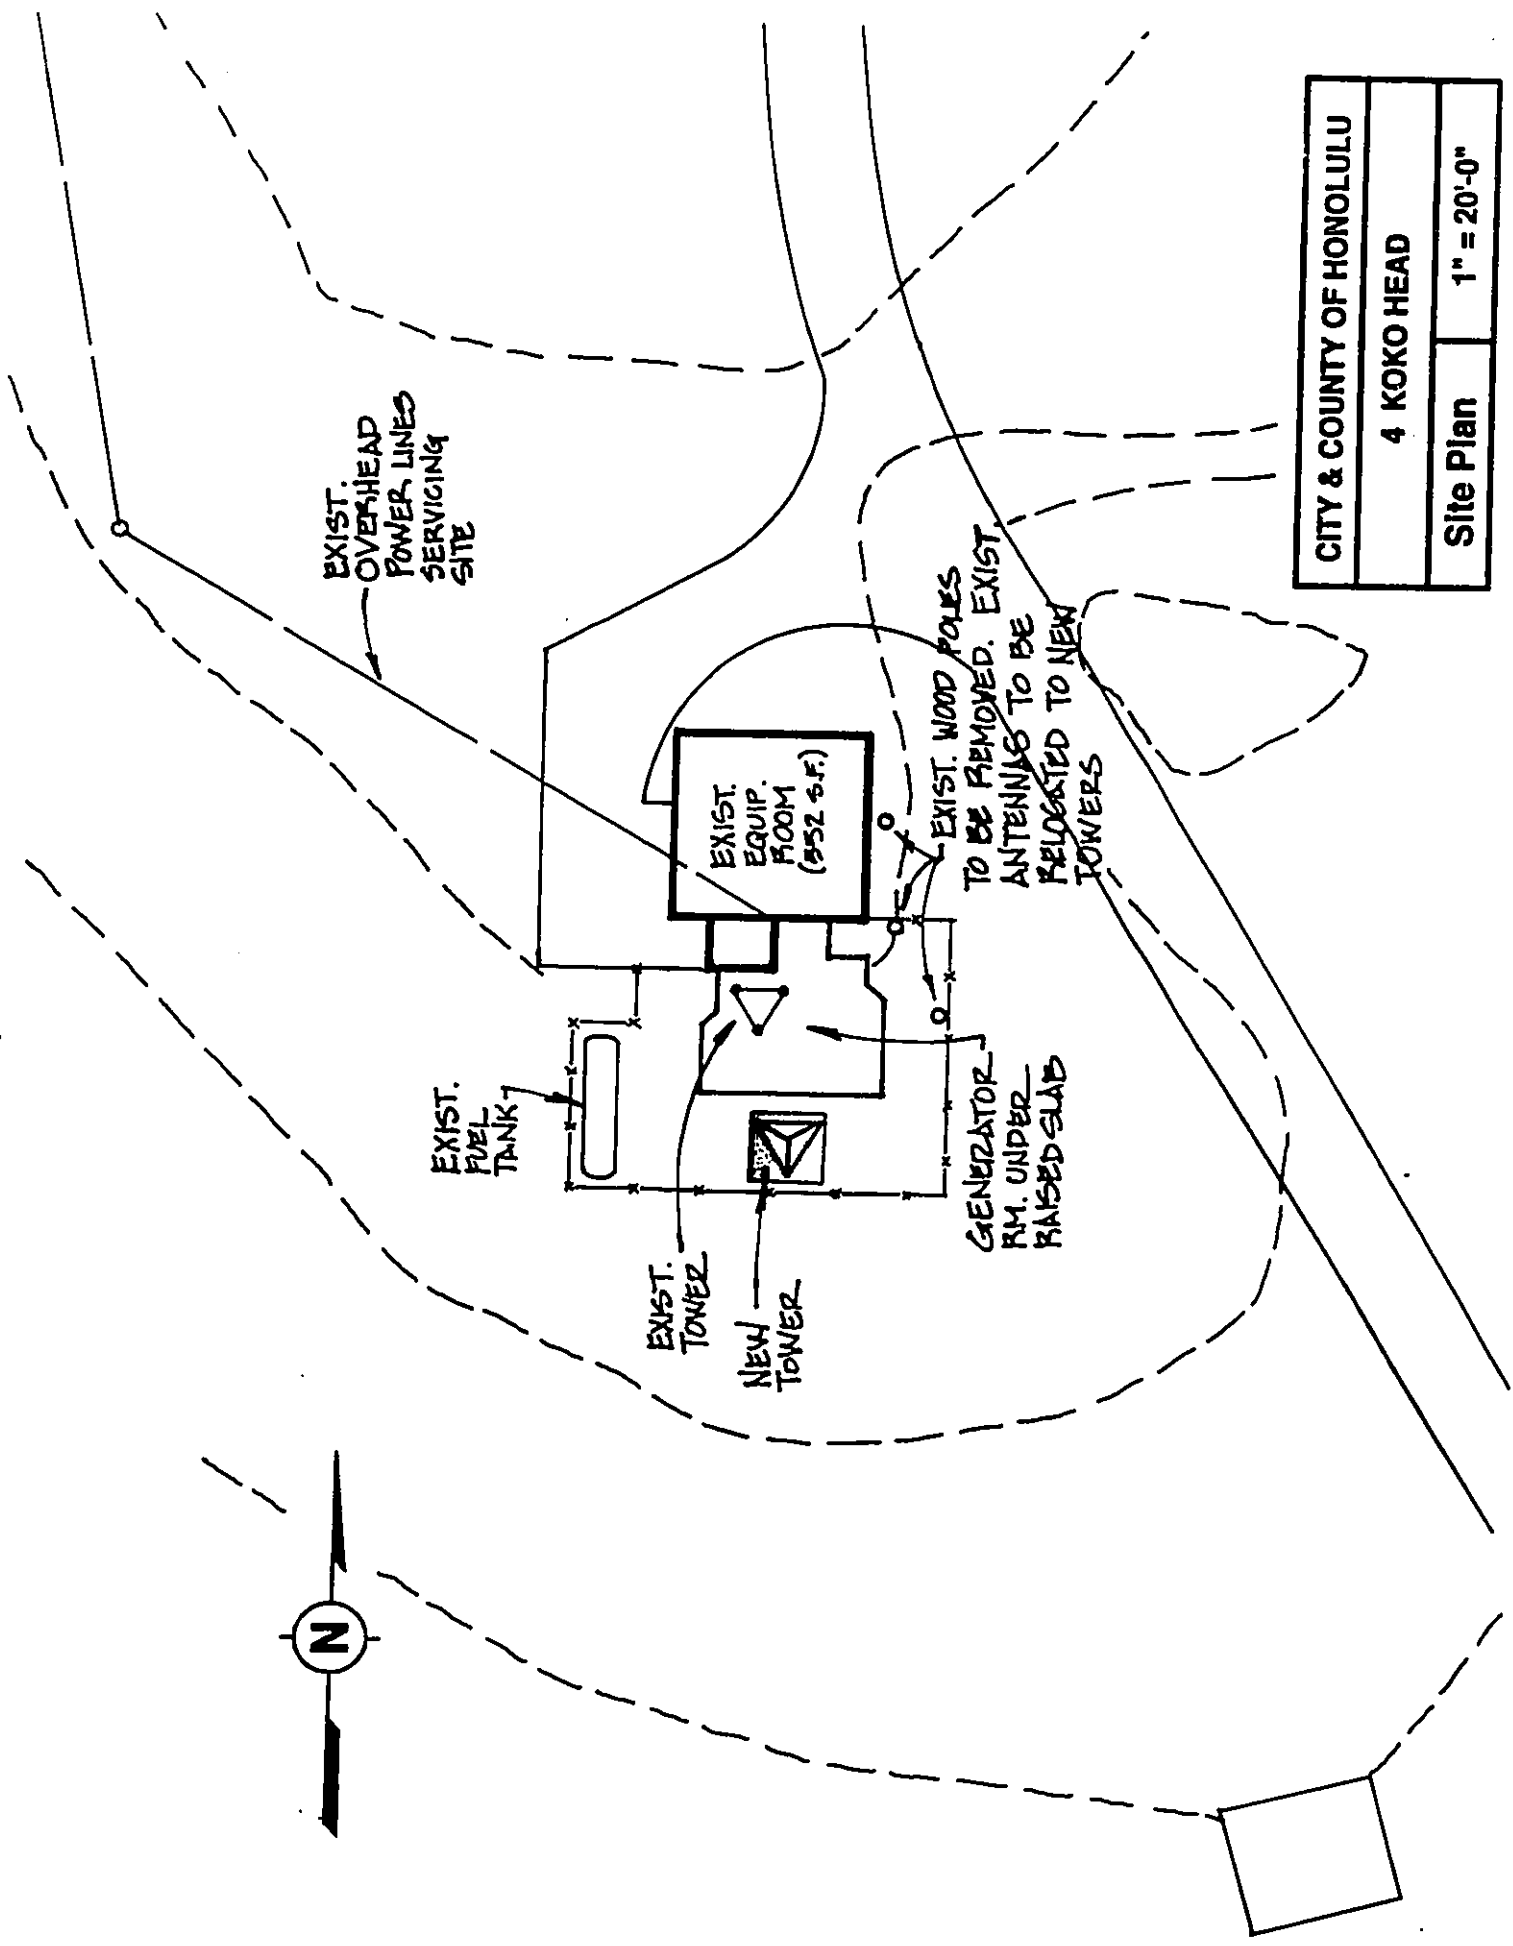 N
EXIST.
OVERHEAD
POWER LINES
SERVICING
SITE
EXIST.
FUEL
TANK
EXIST.
TOWER
NEW
TOWER
EXIST.
EQUIP.
ROOM
(352 S.F.)
EXIST. WOOD POLES
TO BE REMOVED. EXIST
ANTENNAS TO BE
RELOCATED TO NEW
TOWERS
GENERATOR
RM. UNDER
RAISED SLAB
CITY & COUNTY OF HONOLULU
4 KOKO HEAD
Site Plan
1" = 20'-0"